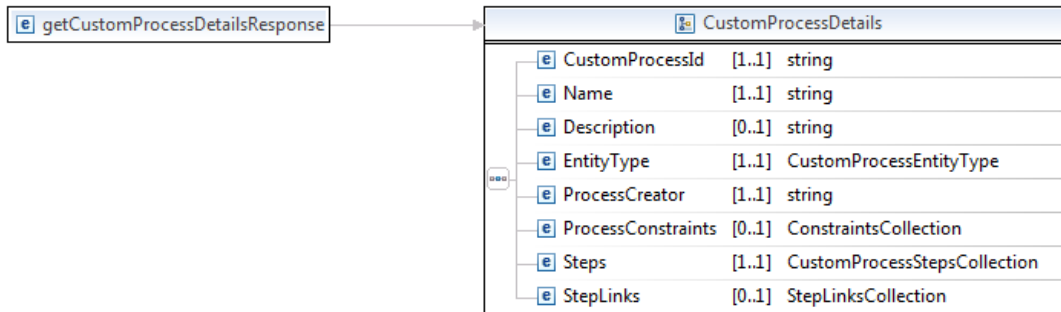 e getCustomProcessDetailsResponse
CustomProcessDetails
e CustomProcessId [1..1] string
e Name [1..1] string
e Description [0..1] string
e EntityType [1..1] CustomProcessEntityType
e ProcessCreator [1..1] string
e ProcessConstraints [0..1] ConstraintsCollection
e Steps [1..1] CustomProcessStepsCollection
e StepLinks [0..1] StepLinksCollection